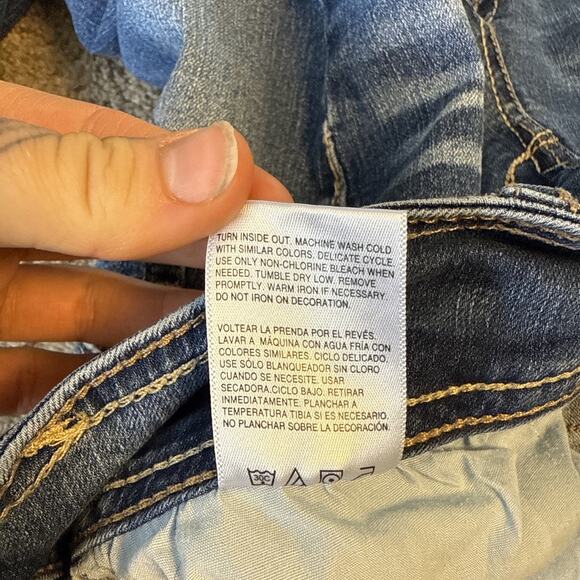 TURN INSIDE OUT. MACHINE WASH COLD
WITH SIMILAR COLORS. DELICATE CYCLE.
USE ONLY NON-CHLORINE BLEACH WHEN
NEEDED. TUMBLE DRY LOW. REMOVE
PROMPTLY. WARM IRON IF NECESSARY.
DO NOT IRON ON DECORATION.
VOLTEAR LA PRENDA POR EL REVÉS.
LAVAR A MÁQUINA CON AGUA FRÍA CON
COLORES SIMILARES. CICLO DELICADO.
USE SÓLO BLANQUEADOR SIN CLORO
CUANDO SE NECESITE. USAR
SECADORA.CICLO BAJO. RETIRAR
IMMEDIATAMENTE. PLANCHAR A
TEMPERATURA TIBIA SI ES NECESARIO.
NO PLANCHAR SOBRE LA DECORACIÓN.
30C